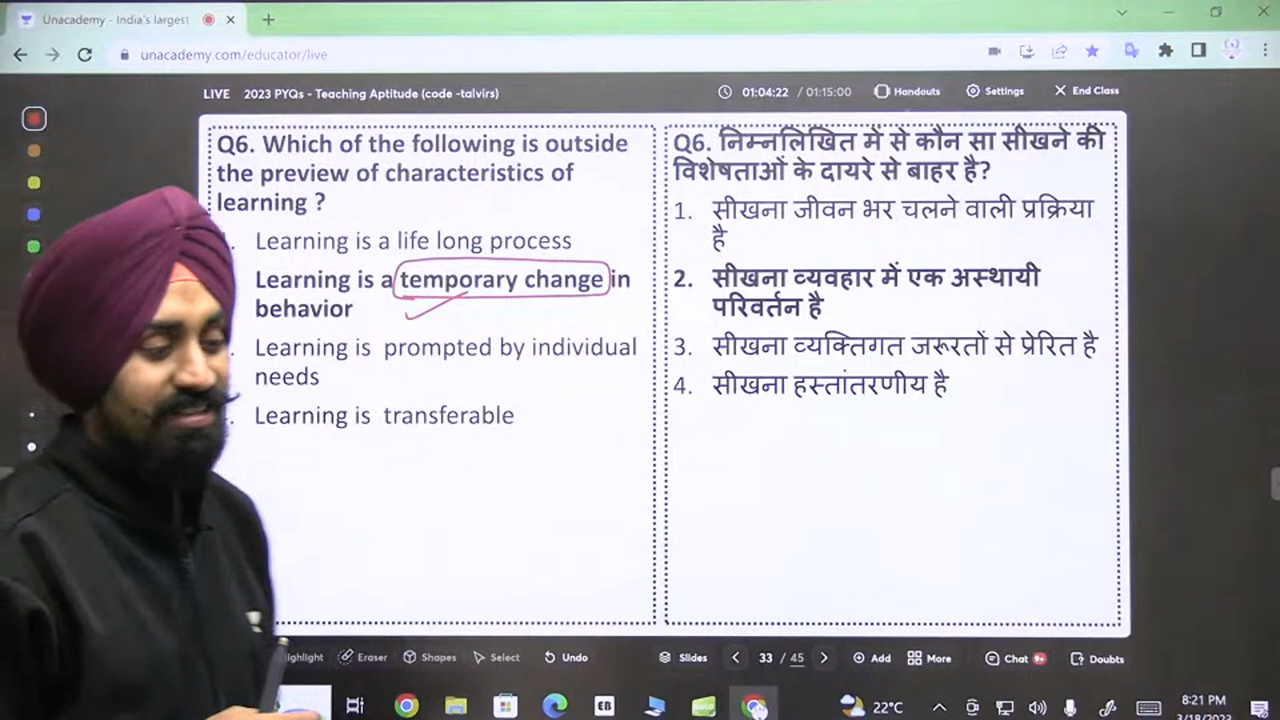 Unacademy - India's largest
unacademy.com/educator/live
LIVE 2023 PYQs - Teaching Aptitude (code -talvirs) 01:04:22 / 01:15:00 Handouts Settings End Class
Q6. Which of the following is outside
the preview of characteristics of
learning ?
Learning is a life long process
Learning is a temporary change in
behavior
Learning is prompted by individual
needs
Learning is transferable
Q6. निम्नलिखित में से कौन सा सीखने की
विशेषताओं के दायरे से बाहर है?
1. सीखना जीवन भर चलने वाली प्रक्रिया
है
2. सीखना व्यवहार में एक अस्थायी
परिवर्तन है
3. सीखना व्यक्तिगत जरूरतों से प्रेरित है
4. सीखना हस्तांतरणीय है
Eraser Shapes Select Undo Slides 33 / 45 Add More Chat 9+ Doubts
EB 22°C 8:21 PM